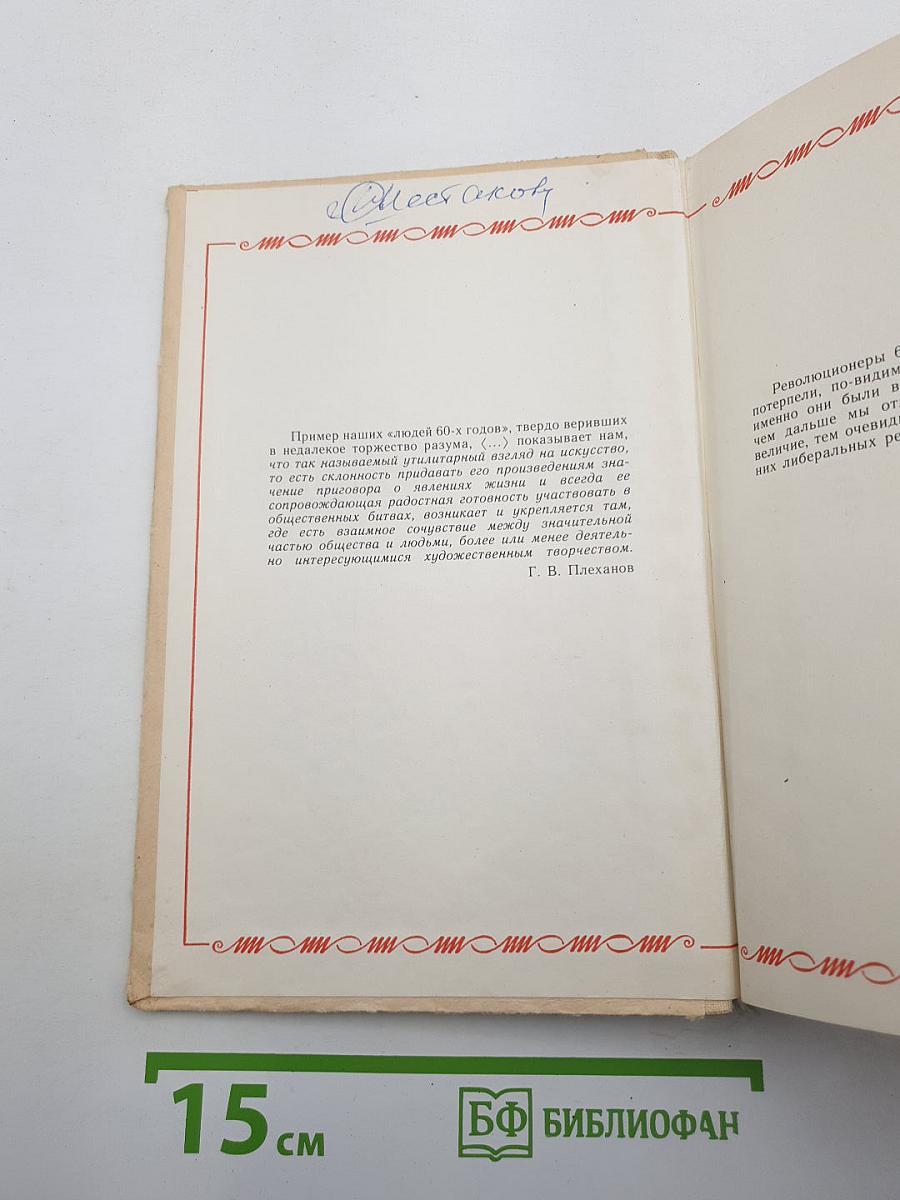 Шестакову
Пример наших «людей 60-х годов», твердо веривших
в недалекое торжество разума, 〈...〉 показывает нам,
что так называемый утилитарный взгляд на искусство,
то есть склонность придавать его произведениям зна-
чение приговора о явлениях жизни и всегда ее
сопровождающая радостная готовность участвовать в
общественных битвах, возникает и укрепляется там,
где есть взаимное сочувствие между значительной
частью общества и людьми, более или менее деятель-
но интересующимися художественным творчеством.
Г. В. Плеханов
Революционеры 6
потерпели, по-видим
именно они были в
чем дальше мы от
величие, тем очевид
них либеральных ре
15 см
БФ БИБЛИОФАН